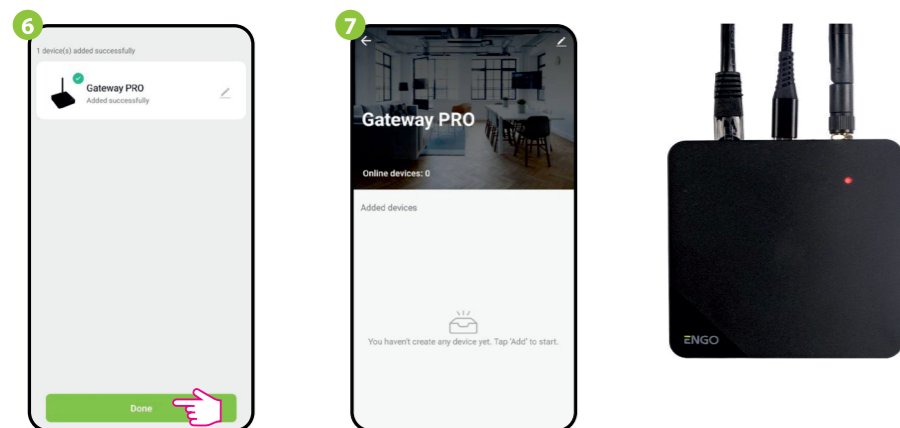 6
1 device(s) added successfully
Gateway PRO
Added successfully
Done
7
Gateway PRO
Online devices: 0
Added devices
You haven't create any device yet. Tap 'Add' to start.
ENGO